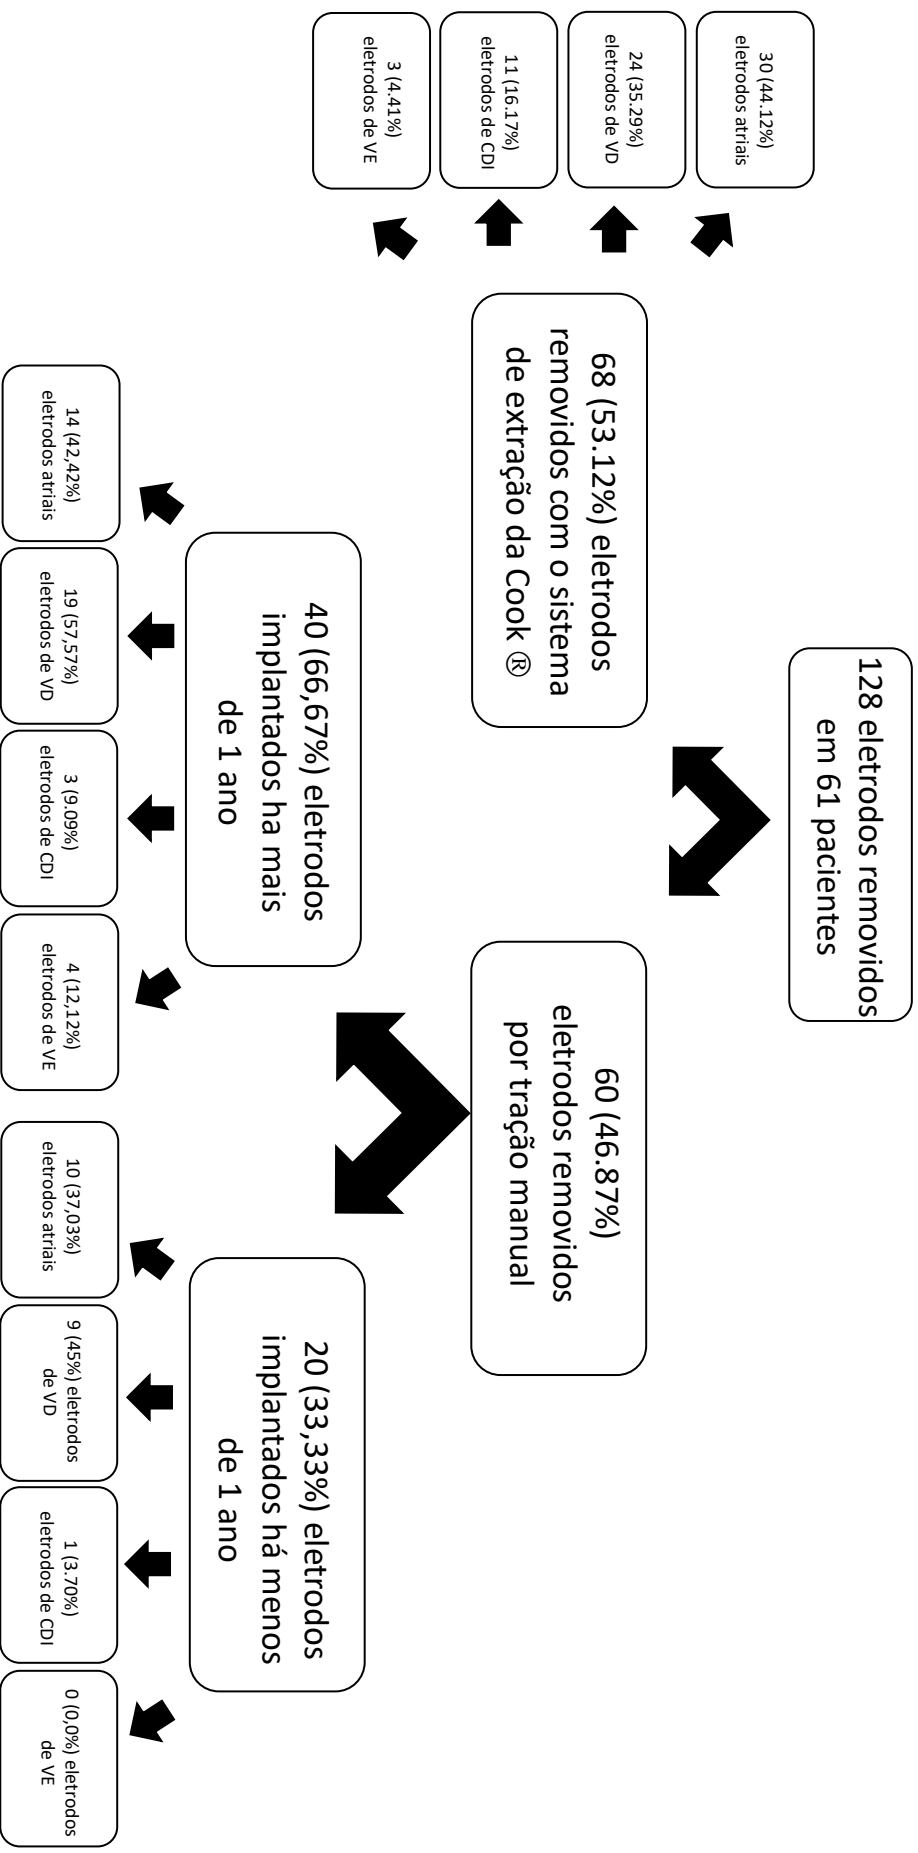 128 eletrodos removidos
em 61 pacientes
68 (53.12%) eletrodos
removidos com o sistema
de extração da Cook ®
60 (46.87%)
eletrodos removidos
por tração manual
30 (44.12%)
eletrodos atriais
24 (35.29%)
eletrodos de VD
11 (16.17%)
eletrodos de CDI
3 (4.41%)
eletrodos de VE
40 (66,67%) eletrodos
implantados ha mais
de 1 ano
20 (33,33%) eletrodos
implantados há menos
de 1 ano
14 (42,42%)
eletrodos atriais
19 (57,57%)
eletrodos de VD
3 (9.09%)
eletrodos de CDI
4 (12,12%)
eletrodos de VE
10 (37,03%)
eletrodos atriais
9 (45%) eletrodos
de VD
1 (3.70%)
eletrodos de CDI
0 (0,0%) eletrodos
de VE